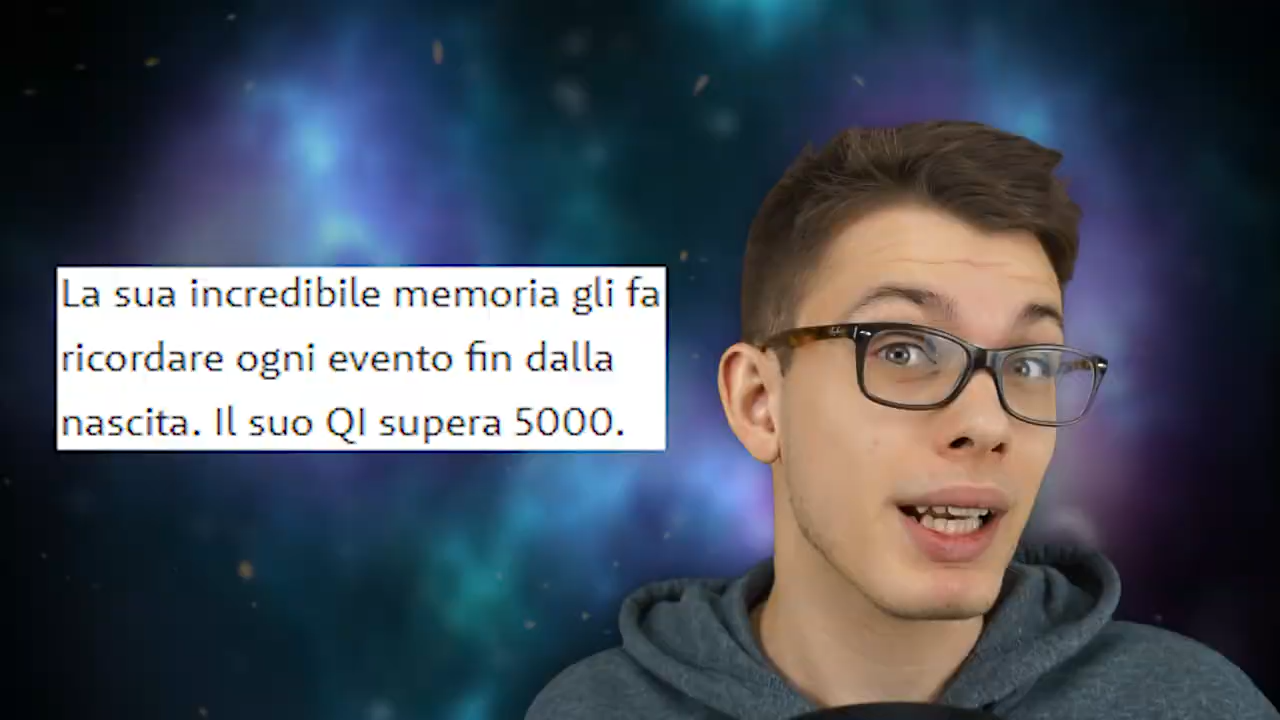 La sua incredibile memoria gli fa
ricordare ogni evento fin dalla
nascita. Il suo QI supera 5000.